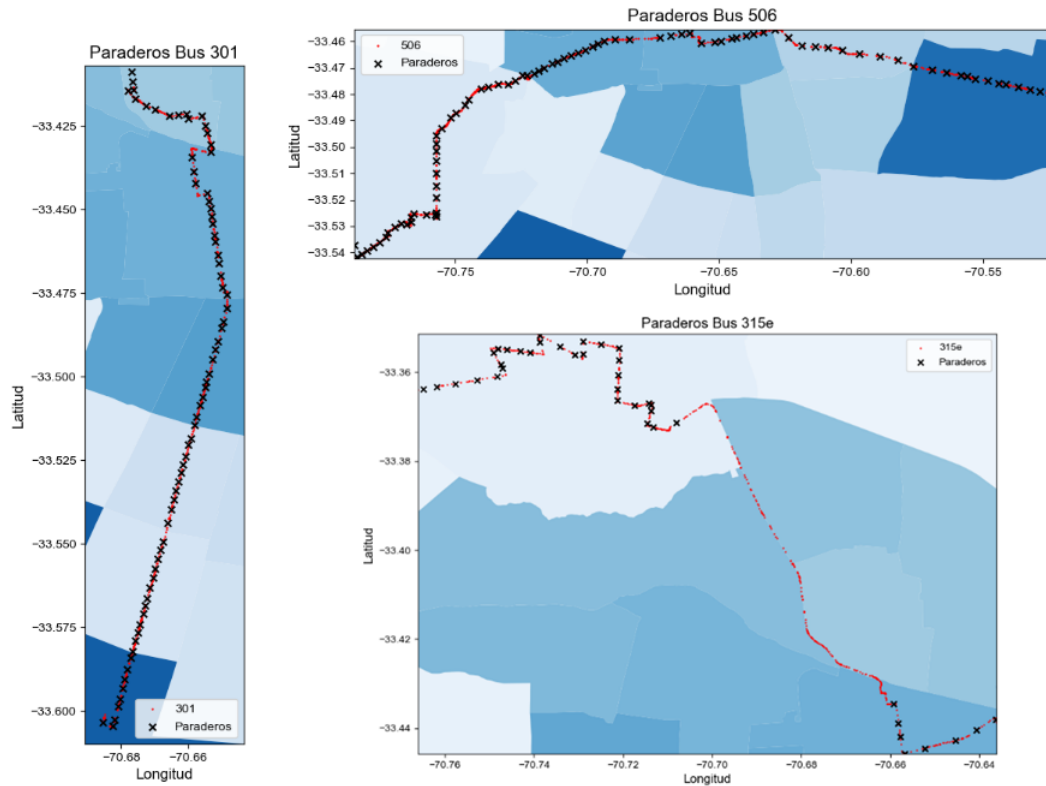 Paraderos Bus 301
301
Paraderos
−33.425
−33.450
−33.475
−33.500
−33.525
−33.550
−33.575
−33.600
−70.68
−70.66
Longitud
Latitud
Paraderos Bus 506
506
Paraderos
−33.46
−33.47
−33.48
−33.49
−33.50
−33.51
−33.52
−33.53
−33.54
−70.75
−70.70
−70.65
−70.60
−70.55
Longitud
Latitud
Paraderos Bus 315e
315e
Paraderos
−33.36
−33.38
−33.40
−33.42
−33.44
−70.76
−70.74
−70.72
−70.70
−70.68
−70.66
−70.64
Longitud
Latitud